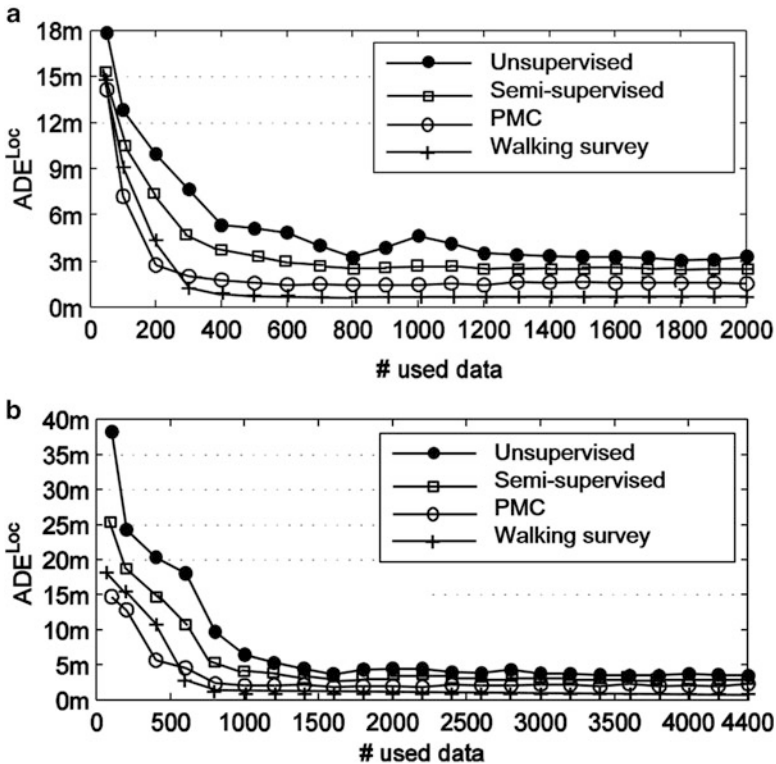 a
18m
15m
12m
9m
6m
3m
0m
ADE^Loc
Unsupervised
Semi-supervised
PMC
Walking survey
0 200 400 600 800 1000 1200 1400 1600 1800 2000
# used data
b
40m
35m
30m
25m
20m
15m
10m
5m
0m
ADE^Loc
Unsupervised
Semi-supervised
PMC
Walking survey
0 500 1000 1500 2000 2500 3000 3500 4000 4400
# used data